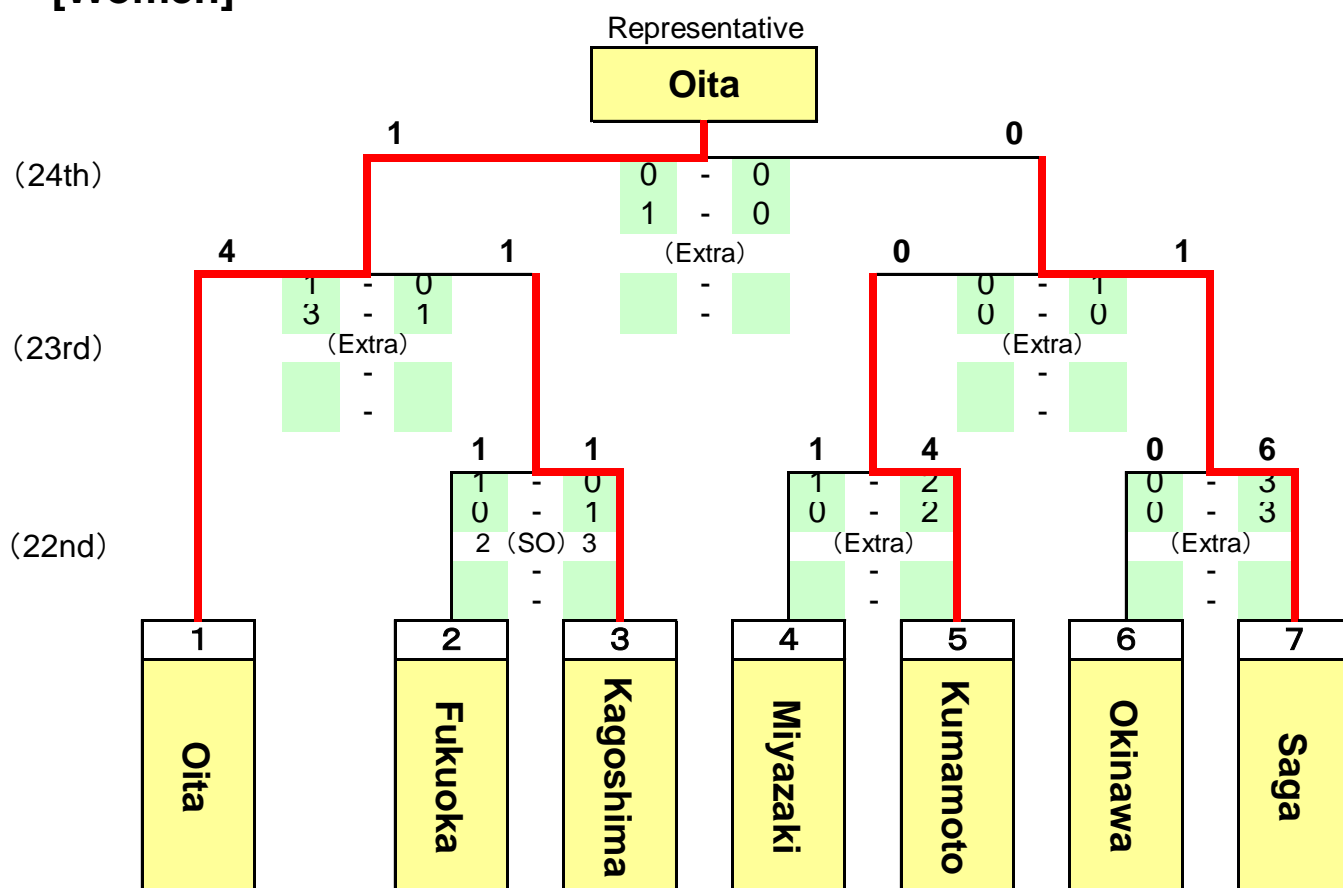 [Women]
Representative
Oita
1 0
（24th）
0 - 0
1 - 0
4 1 （Extra） 0 1
1 - 0 - 0 - 1
3 - 1 - 0 - 0
（23rd） （Extra） （Extra）
- -
- -
1 1 1 4 0 6
1 - 0 1 - 2 0 - 3
0 - 1 0 - 2 0 - 3
（22nd） 2（SO）3 （Extra） （Extra）
- - -
- - -
1 2 3 4 5 6 7
Oita
Fukuoka
Kagoshima
Miyazaki
Kumamoto
Okinawa
Saga